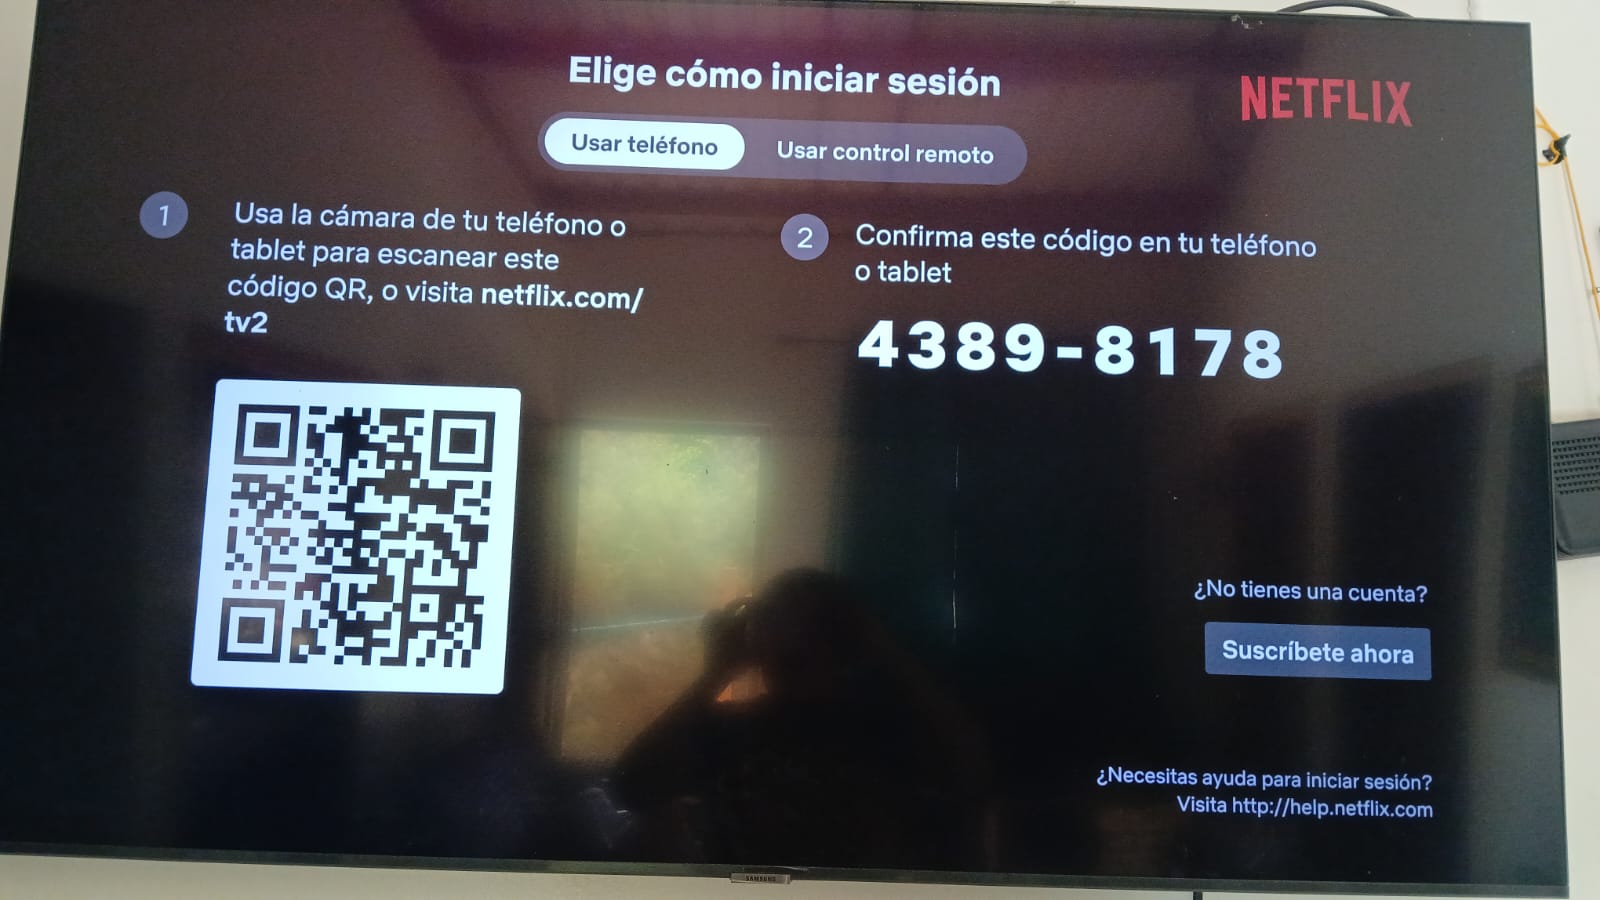 Elige cómo iniciar sesión
NETFLIX
Usar teléfono
Usar control remoto
1
Usa la cámara de tu teléfono o
tablet para escanear este
código QR, o visita netflix.com/
tv2
2
Confirma este código en tu teléfono
o tablet
4389-8178
¿No tienes una cuenta?
Suscríbete ahora
¿Necesitas ayuda para iniciar sesión?
Visita http://help.netflix.com
SAMSUNG